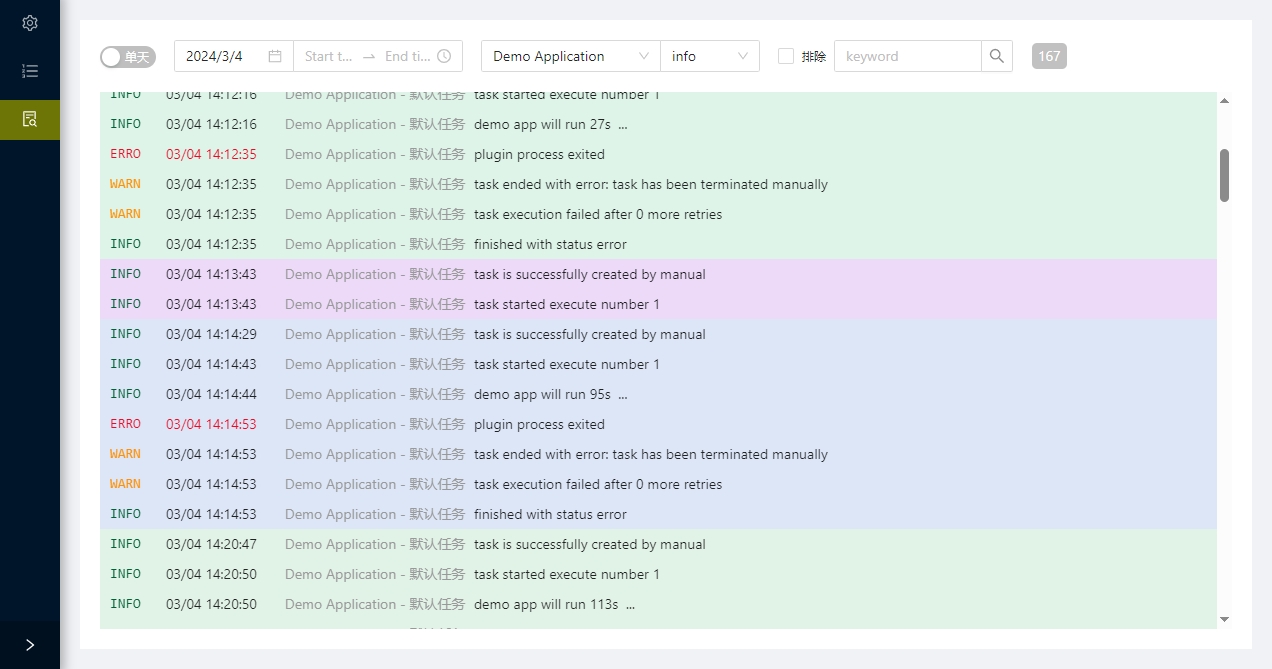 单天 2024/3/4 Start t... End ti... Demo Application info 排除 keyword 167
INFO 03/04 14:12:16 Demo Application - 默认任务 task started execute number 1
INFO 03/04 14:12:16 Demo Application - 默认任务 demo app will run 27s ...
ERRO 03/04 14:12:35 Demo Application - 默认任务 plugin process exited
WARN 03/04 14:12:35 Demo Application - 默认任务 task ended with error: task has been terminated manually
WARN 03/04 14:12:35 Demo Application - 默认任务 task execution failed after 0 more retries
INFO 03/04 14:12:35 Demo Application - 默认任务 finished with status error
INFO 03/04 14:13:43 Demo Application - 默认任务 task is successfully created by manual
INFO 03/04 14:13:43 Demo Application - 默认任务 task started execute number 1
INFO 03/04 14:14:29 Demo Application - 默认任务 task is successfully created by manual
INFO 03/04 14:14:43 Demo Application - 默认任务 task started execute number 1
INFO 03/04 14:14:44 Demo Application - 默认任务 demo app will run 95s ...
ERRO 03/04 14:14:53 Demo Application - 默认任务 plugin process exited
WARN 03/04 14:14:53 Demo Application - 默认任务 task ended with error: task has been terminated manually
WARN 03/04 14:14:53 Demo Application - 默认任务 task execution failed after 0 more retries
INFO 03/04 14:14:53 Demo Application - 默认任务 finished with status error
INFO 03/04 14:20:47 Demo Application - 默认任务 task is successfully created by manual
INFO 03/04 14:20:50 Demo Application - 默认任务 task started execute number 1
INFO 03/04 14:20:50 Demo Application - 默认任务 demo app will run 113s ...